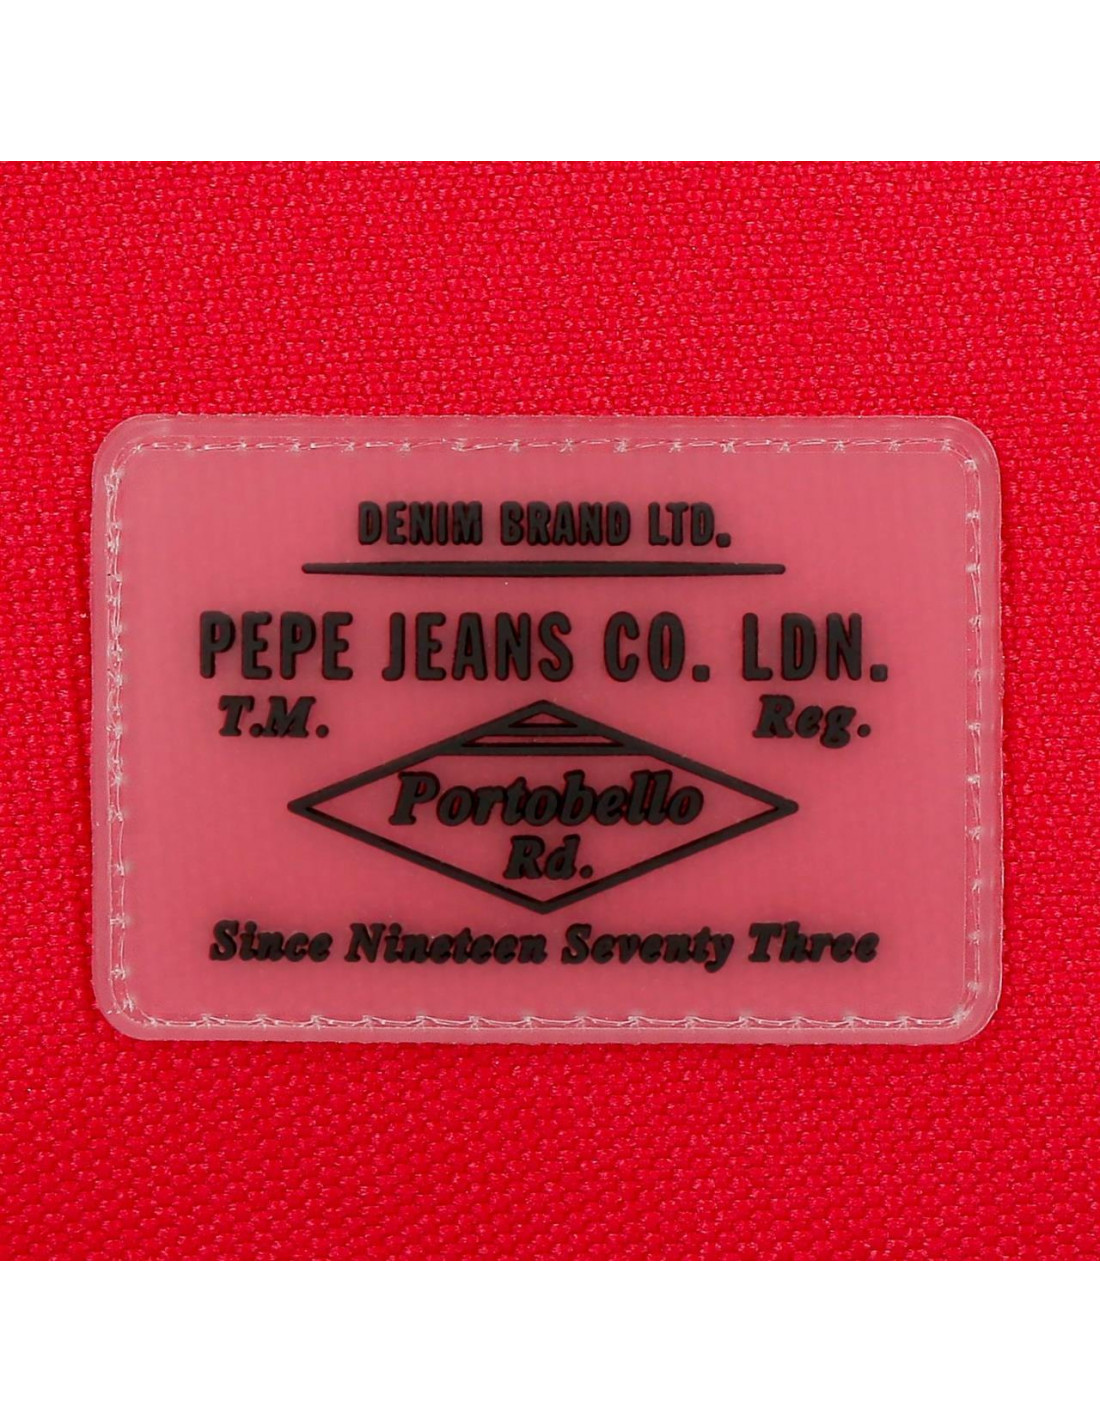 DENIM BRAND LTD.
PEPE JEANS CO. LDN.
T.M. Reg.
Portobello
Rd.
Since Nineteen Seventy Three